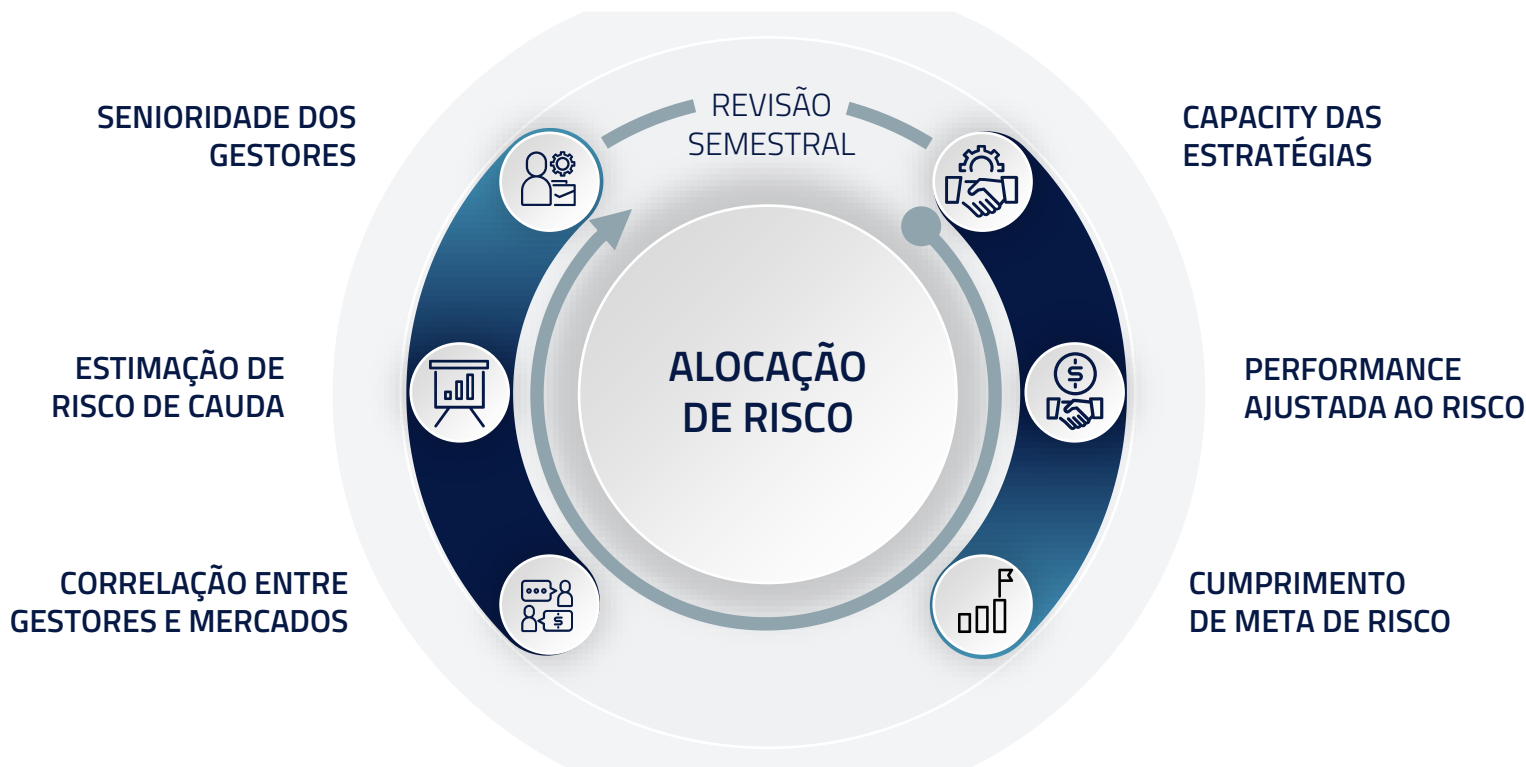 REVISÃO
SEMESTRAL
SENIORIDADE DOS
GESTORES
CAPACITY DAS
ESTRATÉGIAS
ESTIMAÇÃO DE
RISCO DE CAUDA
ALOCAÇÃO
DE RISCO
PERFORMANCE
AJUSTADA AO RISCO
CORRELAÇÃO ENTRE
GESTORES E MERCADOS
CUMPRIMENTO
DE META DE RISCO